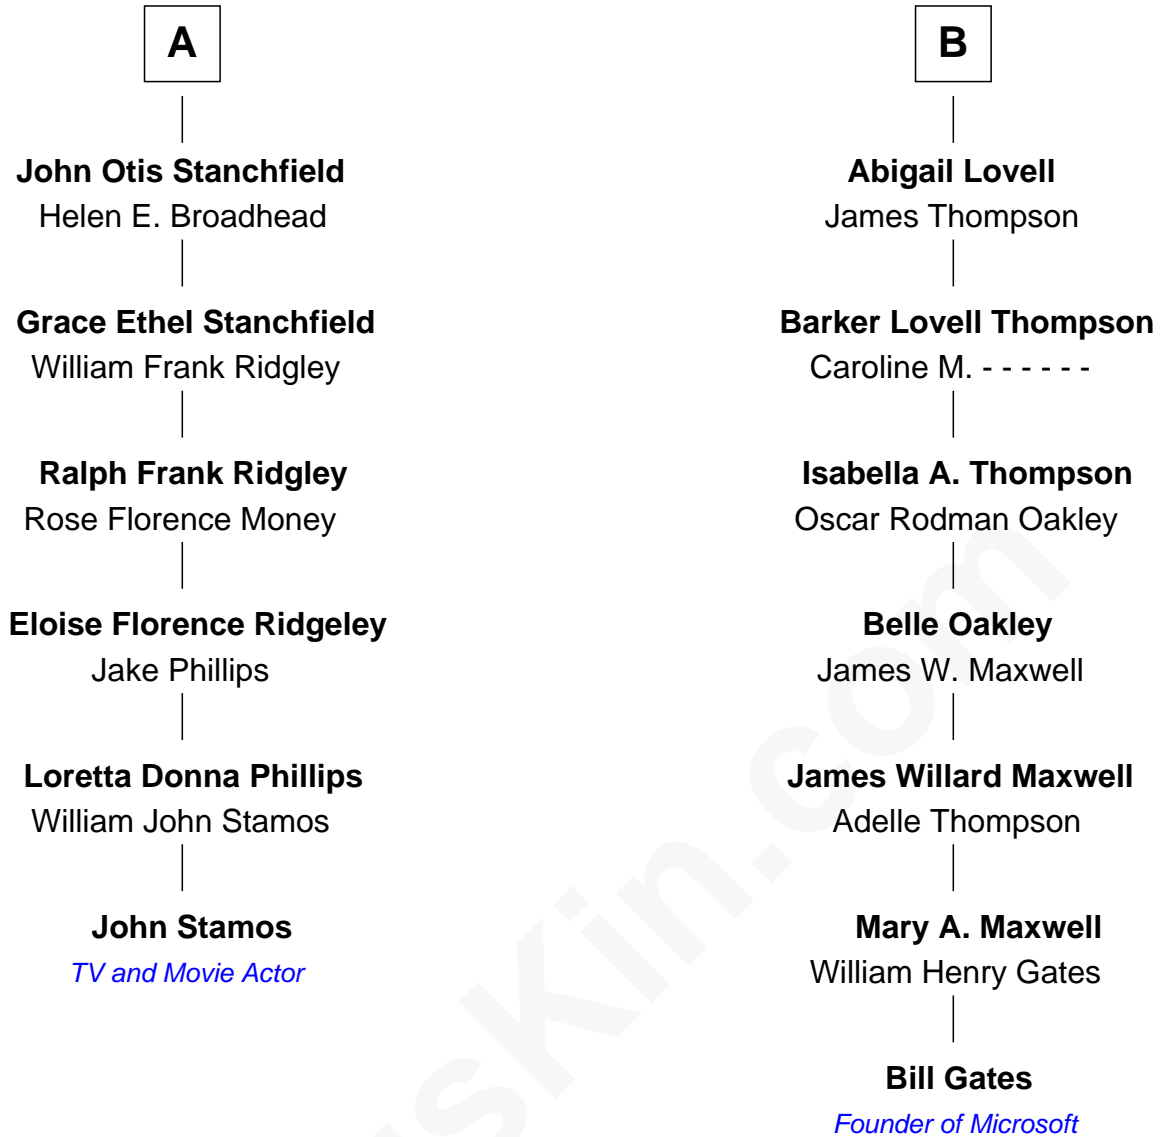 A
John Otis Stanchfield
Helen E. Broadhead
Grace Ethel Stanchfield
William Frank Ridgley
Ralph Frank Ridgley
Rose Florence Money
Eloise Florence Ridgeley
Jake Phillips
Loretta Donna Phillips
William John Stamos
John Stamos
TV and Movie Actor
B
Abigail Lovell
James Thompson
Barker Lovell Thompson
Caroline M. - - - - - -
Isabella A. Thompson
Oscar Rodman Oakley
Belle Oakley
James W. Maxwell
James Willard Maxwell
Adelle Thompson
Mary A. Maxwell
William Henry Gates
Bill Gates
Founder of Microsoft